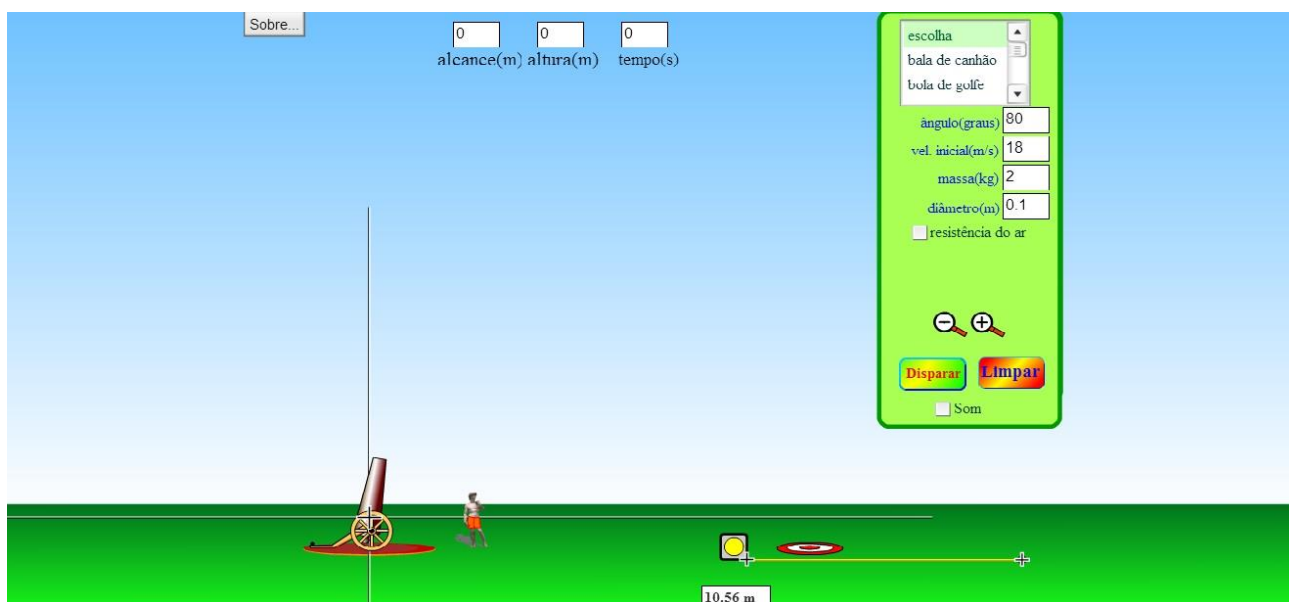 Sobre...
0 0 0
alcance(m) altura(m) tempo(s)
escolha
bala de canhão
bola de golfe
ângulo(graus) 80
vel. inicial(m/s) 18
massa(kg) 2
diâmetro(m) 0.1
resistência do ar
Disparar Limpar
Som
10.56 m